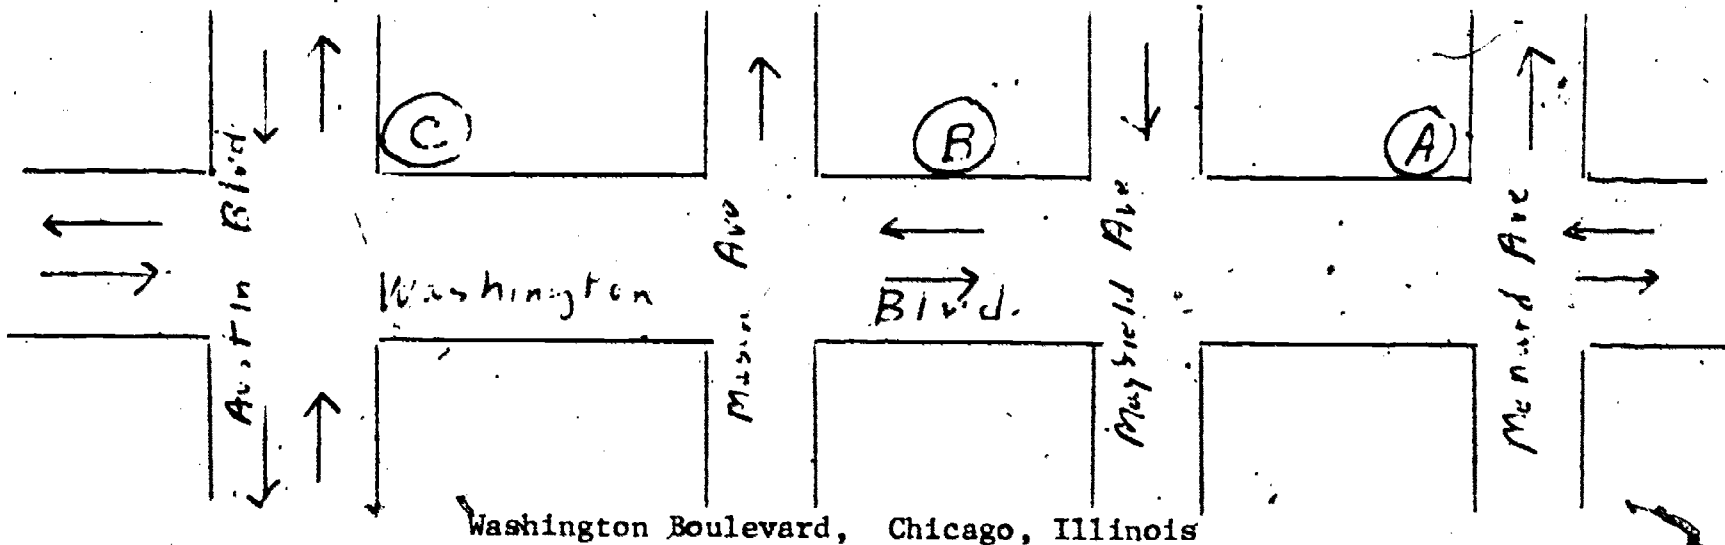 C
B
A
Austin Blvd
Mason Ave
Mayfield Ave
Menard Ave
Washington Blvd.
Washington Boulevard, Chicago, Illinois